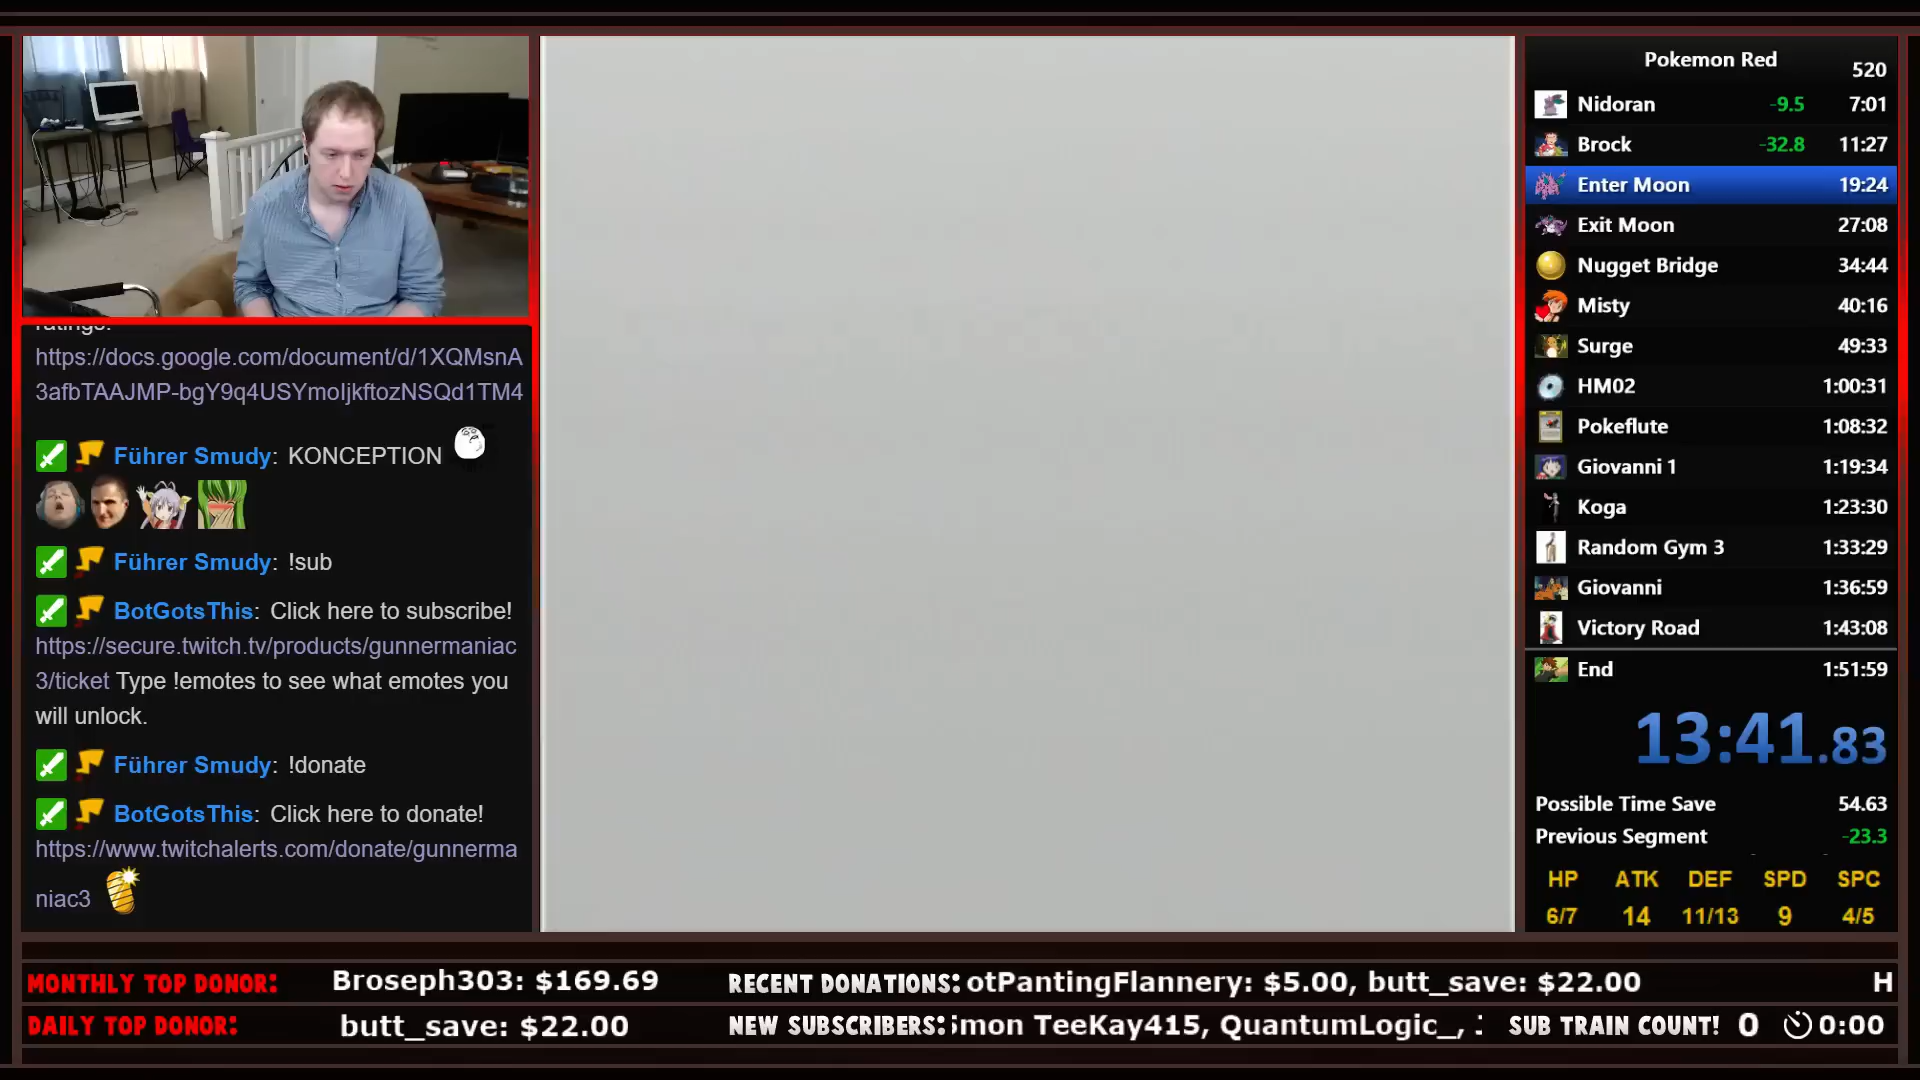 ratings:
https://docs.google.com/document/d/1XQMsnA
3afbTAAJMP-bgY9q4USYmoIjkftozNSQd1TM4
Führer Smudy: KONCEPTION
Führer Smudy: !sub
BotGotsThis: Click here to subscribe!
https://secure.twitch.tv/products/gunnermaniac
3/ticket Type !emotes to see what emotes you
will unlock.
Führer Smudy: !donate
BotGotsThis: Click here to donate!
https://www.twitchalerts.com/donate/gunnerma
niac3
Pokemon Red 520
Nidoran -9.5 7:01
Brock -32.8 11:27
Enter Moon 19:24
Exit Moon 27:08
Nugget Bridge 34:44
Misty 40:16
Surge 49:33
HM02 1:00:31
Pokeflute 1:08:32
Giovanni 1 1:19:34
Koga 1:23:30
Random Gym 3 1:33:29
Giovanni 1:36:59
Victory Road 1:43:08
End 1:51:59
13:41.83
Possible Time Save 54.63
Previous Segment -23.3
HP ATK DEF SPD SPC
6/7 14 11/13 9 4/5
MONTHLY TOP DONOR: Broseph303: $169.69 RECENT DONATIONS: otPantingFlannery: $5.00, butt_save: $22.00 H
DAILY TOP DONOR: butt_save: $22.00 NEW SUBSCRIBERS: mon TeeKay415, QuantumLogic_, SUB TRAIN COUNT! 0 0:00